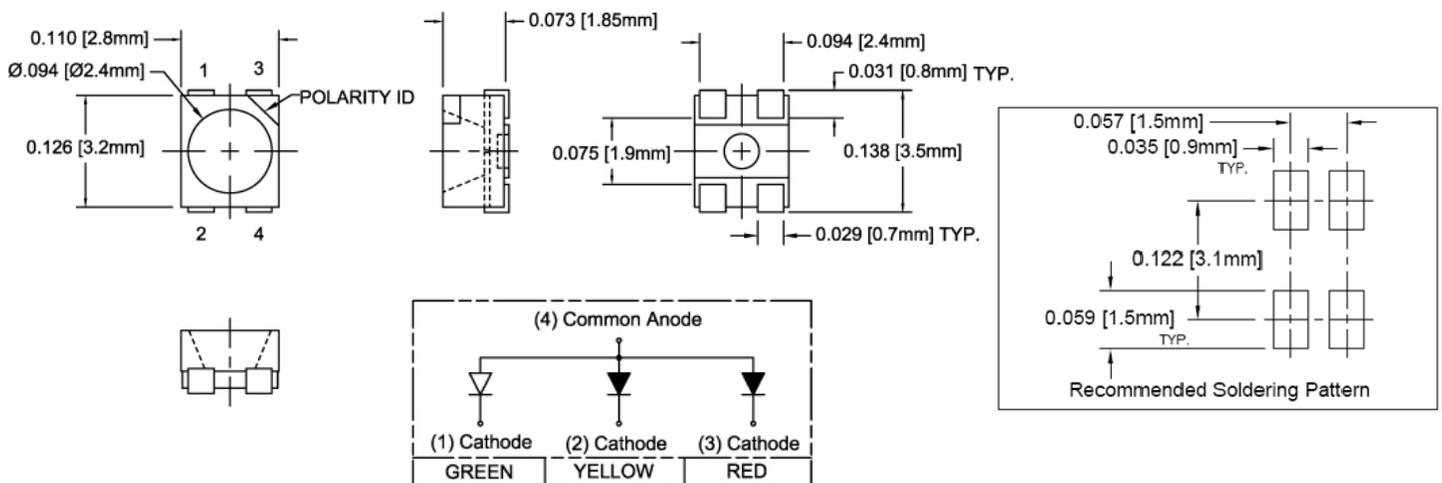 0.110 [2.8mm]
Ø.094 [Ø2.4mm]
1
3
POLARITY ID
0.126 [3.2mm]
2
4
0.073 [1.85mm]
0.094 [2.4mm]
0.031 [0.8mm] TYP.
0.075 [1.9mm]
0.138 [3.5mm]
0.029 [0.7mm] TYP.
0.057 [1.5mm]
0.035 [0.9mm]
TYP.
0.122 [3.1mm]
0.059 [1.5mm]
TYP.
Recommended Soldering Pattern
(4) Common Anode
(1) Cathode
(2) Cathode
(3) Cathode
GREEN
YELLOW
RED